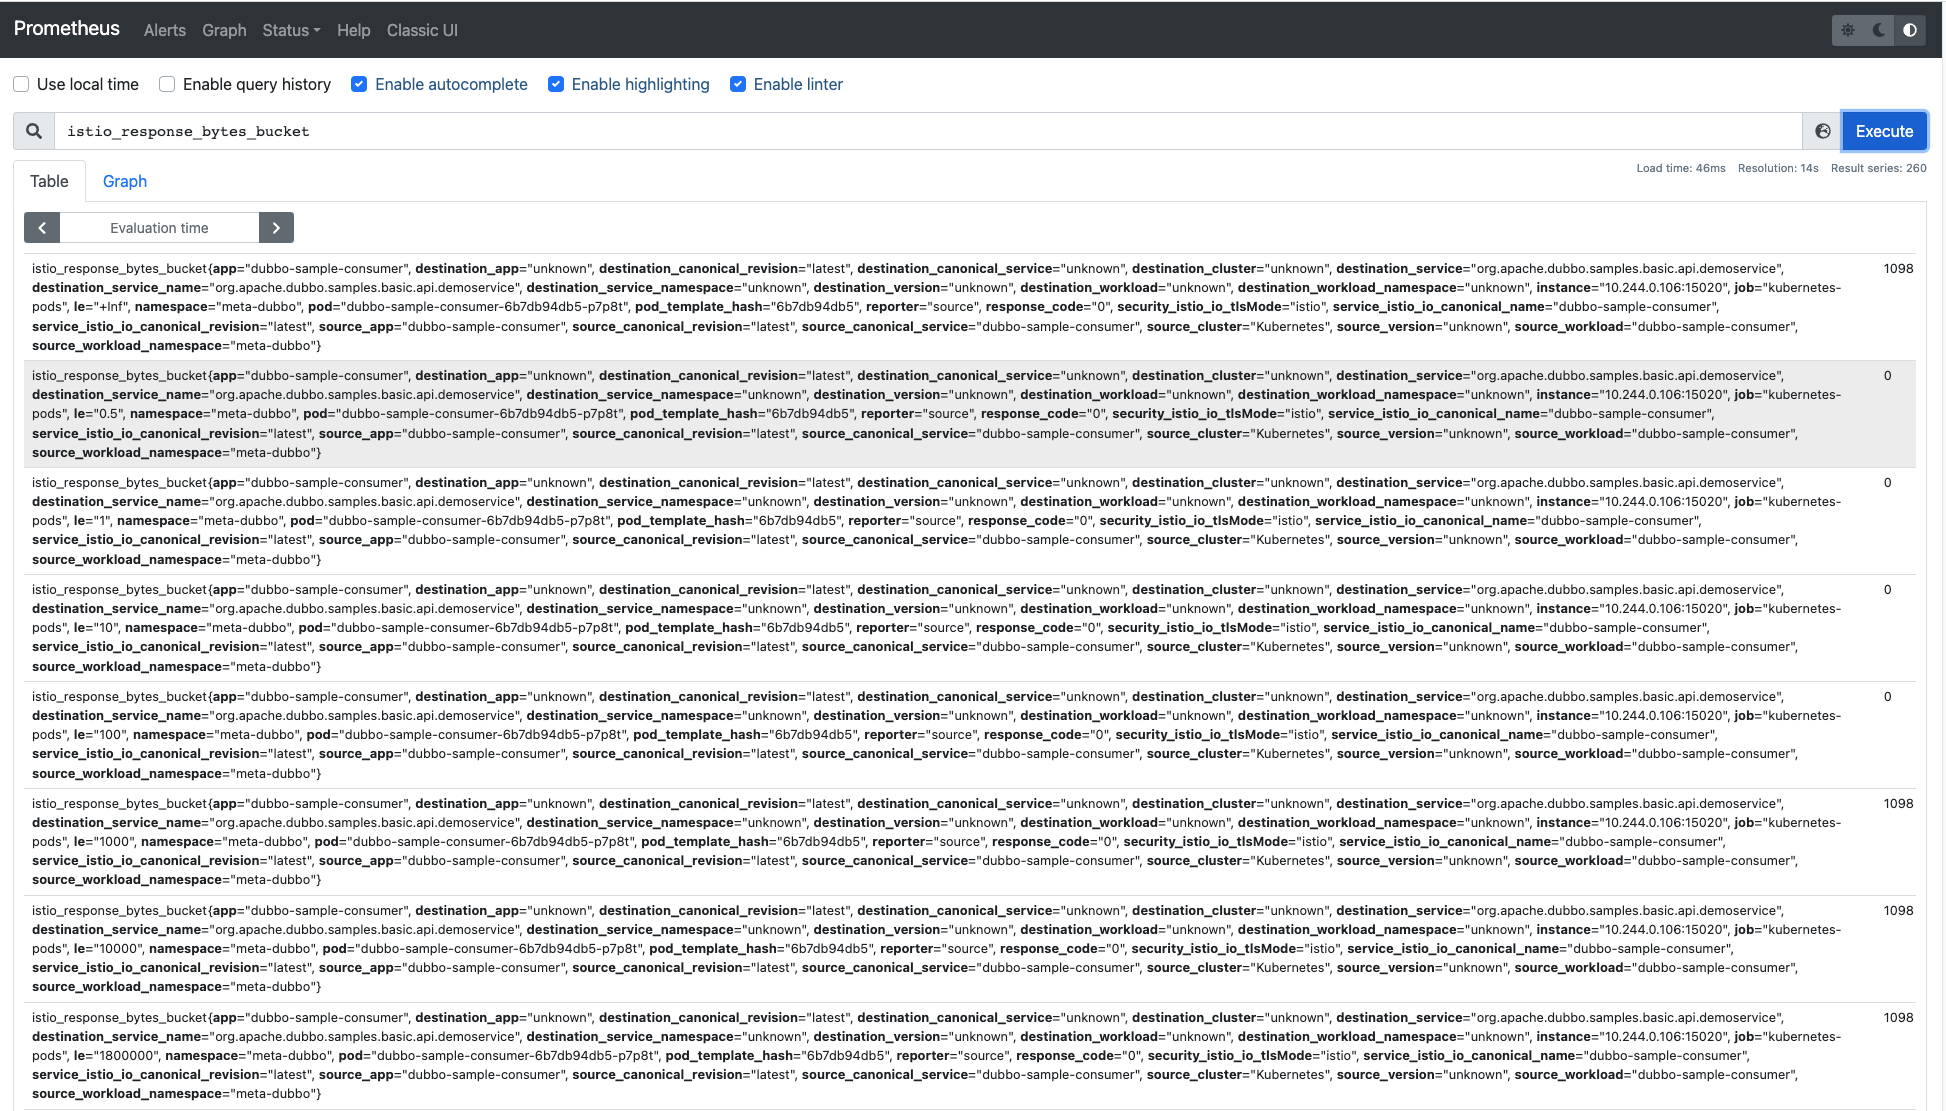 Prometheus Alerts Graph Status Help Classic UI
Use local time Enable query history Enable autocomplete Enable highlighting Enable linter
istio_response_bytes_bucket Execute
Table Graph Load time: 46ms Resolution: 14s Result series: 260
Evaluation time
istio_response_bytes_bucket{app="dubbo-sample-consumer", destination_app="unknown", destination_canonical_revision="latest", destination_canonical_service="unknown", destination_cluster="unknown", destination_service="org.apache.dubbo.samples.basic.api.demoservice", 1098
destination_service_name="org.apache.dubbo.samples.basic.api.demoservice", destination_service_namespace="unknown", destination_version="unknown", destination_workload="unknown", destination_workload_namespace="unknown", instance="10.244.0.106:15020", job="kubernetes-
pods", le="+Inf", namespace="meta-dubbo", pod="dubbo-sample-consumer-6b7db94db5-p7p8t", pod_template_hash="6b7db94db5", reporter="source", response_code="0", security_istio_io_tlsMode="istio", service_istio_io_canonical_name="dubbo-sample-consumer",
service_istio_io_canonical_revision="latest", source_app="dubbo-sample-consumer", source_canonical_revision="latest", source_canonical_service="dubbo-sample-consumer", source_cluster="Kubernetes", source_version="unknown", source_workload="dubbo-sample-consumer",
source_workload_namespace="meta-dubbo"}
istio_response_bytes_bucket{app="dubbo-sample-consumer", destination_app="unknown", destination_canonical_revision="latest", destination_canonical_service="unknown", destination_cluster="unknown", destination_service="org.apache.dubbo.samples.basic.api.demoservice", 0
destination_service_name="org.apache.dubbo.samples.basic.api.demoservice", destination_service_namespace="unknown", destination_version="unknown", destination_workload="unknown", destination_workload_namespace="unknown", instance="10.244.0.106:15020", job="kubernetes-
pods", le="0.5", namespace="meta-dubbo", pod="dubbo-sample-consumer-6b7db94db5-p7p8t", pod_template_hash="6b7db94db5", reporter="source", response_code="0", security_istio_io_tlsMode="istio", service_istio_io_canonical_name="dubbo-sample-consumer",
service_istio_io_canonical_revision="latest", source_app="dubbo-sample-consumer", source_canonical_revision="latest", source_canonical_service="dubbo-sample-consumer", source_cluster="Kubernetes", source_version="unknown", source_workload="dubbo-sample-consumer",
source_workload_namespace="meta-dubbo"}
istio_response_bytes_bucket{app="dubbo-sample-consumer", destination_app="unknown", destination_canonical_revision="latest", destination_canonical_service="unknown", destination_cluster="unknown", destination_service="org.apache.dubbo.samples.basic.api.demoservice", 0
destination_service_name="org.apache.dubbo.samples.basic.api.demoservice", destination_service_namespace="unknown", destination_version="unknown", destination_workload="unknown", destination_workload_namespace="unknown", instance="10.244.0.106:15020", job="kubernetes-
pods", le="1", namespace="meta-dubbo", pod="dubbo-sample-consumer-6b7db94db5-p7p8t", pod_template_hash="6b7db94db5", reporter="source", response_code="0", security_istio_io_tlsMode="istio", service_istio_io_canonical_name="dubbo-sample-consumer",
service_istio_io_canonical_revision="latest", source_app="dubbo-sample-consumer", source_canonical_revision="latest", source_canonical_service="dubbo-sample-consumer", source_cluster="Kubernetes", source_version="unknown", source_workload="dubbo-sample-consumer",
source_workload_namespace="meta-dubbo"}
istio_response_bytes_bucket{app="dubbo-sample-consumer", destination_app="unknown", destination_canonical_revision="latest", destination_canonical_service="unknown", destination_cluster="unknown", destination_service="org.apache.dubbo.samples.basic.api.demoservice", 0
destination_service_name="org.apache.dubbo.samples.basic.api.demoservice", destination_service_namespace="unknown", destination_version="unknown", destination_workload="unknown", destination_workload_namespace="unknown", instance="10.244.0.106:15020", job="kubernetes-
pods", le="10", namespace="meta-dubbo", pod="dubbo-sample-consumer-6b7db94db5-p7p8t", pod_template_hash="6b7db94db5", reporter="source", response_code="0", security_istio_io_tlsMode="istio", service_istio_io_canonical_name="dubbo-sample-consumer",
service_istio_io_canonical_revision="latest", source_app="dubbo-sample-consumer", source_canonical_revision="latest", source_canonical_service="dubbo-sample-consumer", source_cluster="Kubernetes", source_version="unknown", source_workload="dubbo-sample-consumer",
source_workload_namespace="meta-dubbo"}
istio_response_bytes_bucket{app="dubbo-sample-consumer", destination_app="unknown", destination_canonical_revision="latest", destination_canonical_service="unknown", destination_cluster="unknown", destination_service="org.apache.dubbo.samples.basic.api.demoservice", 0
destination_service_name="org.apache.dubbo.samples.basic.api.demoservice", destination_service_namespace="unknown", destination_version="unknown", destination_workload="unknown", destination_workload_namespace="unknown", instance="10.244.0.106:15020", job="kubernetes-
pods", le="100", namespace="meta-dubbo", pod="dubbo-sample-consumer-6b7db94db5-p7p8t", pod_template_hash="6b7db94db5", reporter="source", response_code="0", security_istio_io_tlsMode="istio", service_istio_io_canonical_name="dubbo-sample-consumer",
service_istio_io_canonical_revision="latest", source_app="dubbo-sample-consumer", source_canonical_revision="latest", source_canonical_service="dubbo-sample-consumer", source_cluster="Kubernetes", source_version="unknown", source_workload="dubbo-sample-consumer",
source_workload_namespace="meta-dubbo"}
istio_response_bytes_bucket{app="dubbo-sample-consumer", destination_app="unknown", destination_canonical_revision="latest", destination_canonical_service="unknown", destination_cluster="unknown", destination_service="org.apache.dubbo.samples.basic.api.demoservice", 1098
destination_service_name="org.apache.dubbo.samples.basic.api.demoservice", destination_service_namespace="unknown", destination_version="unknown", destination_workload="unknown", destination_workload_namespace="unknown", instance="10.244.0.106:15020", job="kubernetes-
pods", le="1000", namespace="meta-dubbo", pod="dubbo-sample-consumer-6b7db94db5-p7p8t", pod_template_hash="6b7db94db5", reporter="source", response_code="0", security_istio_io_tlsMode="istio", service_istio_io_canonical_name="dubbo-sample-consumer",
service_istio_io_canonical_revision="latest", source_app="dubbo-sample-consumer", source_canonical_revision="latest", source_canonical_service="dubbo-sample-consumer", source_cluster="Kubernetes", source_version="unknown", source_workload="dubbo-sample-consumer",
source_workload_namespace="meta-dubbo"}
istio_response_bytes_bucket{app="dubbo-sample-consumer", destination_app="unknown", destination_canonical_revision="latest", destination_canonical_service="unknown", destination_cluster="unknown", destination_service="org.apache.dubbo.samples.basic.api.demoservice", 1098
destination_service_name="org.apache.dubbo.samples.basic.api.demoservice", destination_service_namespace="unknown", destination_version="unknown", destination_workload="unknown", destination_workload_namespace="unknown", instance="10.244.0.106:15020", job="kubernetes-
pods", le="10000", namespace="meta-dubbo", pod="dubbo-sample-consumer-6b7db94db5-p7p8t", pod_template_hash="6b7db94db5", reporter="source", response_code="0", security_istio_io_tlsMode="istio", service_istio_io_canonical_name="dubbo-sample-consumer",
service_istio_io_canonical_revision="latest", source_app="dubbo-sample-consumer", source_canonical_revision="latest", source_canonical_service="dubbo-sample-consumer", source_cluster="Kubernetes", source_version="unknown", source_workload="dubbo-sample-consumer",
source_workload_namespace="meta-dubbo"}
istio_response_bytes_bucket{app="dubbo-sample-consumer", destination_app="unknown", destination_canonical_revision="latest", destination_canonical_service="unknown", destination_cluster="unknown", destination_service="org.apache.dubbo.samples.basic.api.demoservice", 1098
destination_service_name="org.apache.dubbo.samples.basic.api.demoservice", destination_service_namespace="unknown", destination_version="unknown", destination_workload="unknown", destination_workload_namespace="unknown", instance="10.244.0.106:15020", job="kubernetes-
pods", le="1800000", namespace="meta-dubbo", pod="dubbo-sample-consumer-6b7db94db5-p7p8t", pod_template_hash="6b7db94db5", reporter="source", response_code="0", security_istio_io_tlsMode="istio", service_istio_io_canonical_name="dubbo-sample-consumer",
service_istio_io_canonical_revision="latest", source_app="dubbo-sample-consumer", source_canonical_revision="latest", source_canonical_service="dubbo-sample-consumer", source_cluster="Kubernetes", source_version="unknown", source_workload="dubbo-sample-consumer",
source_workload_namespace="meta-dubbo"}